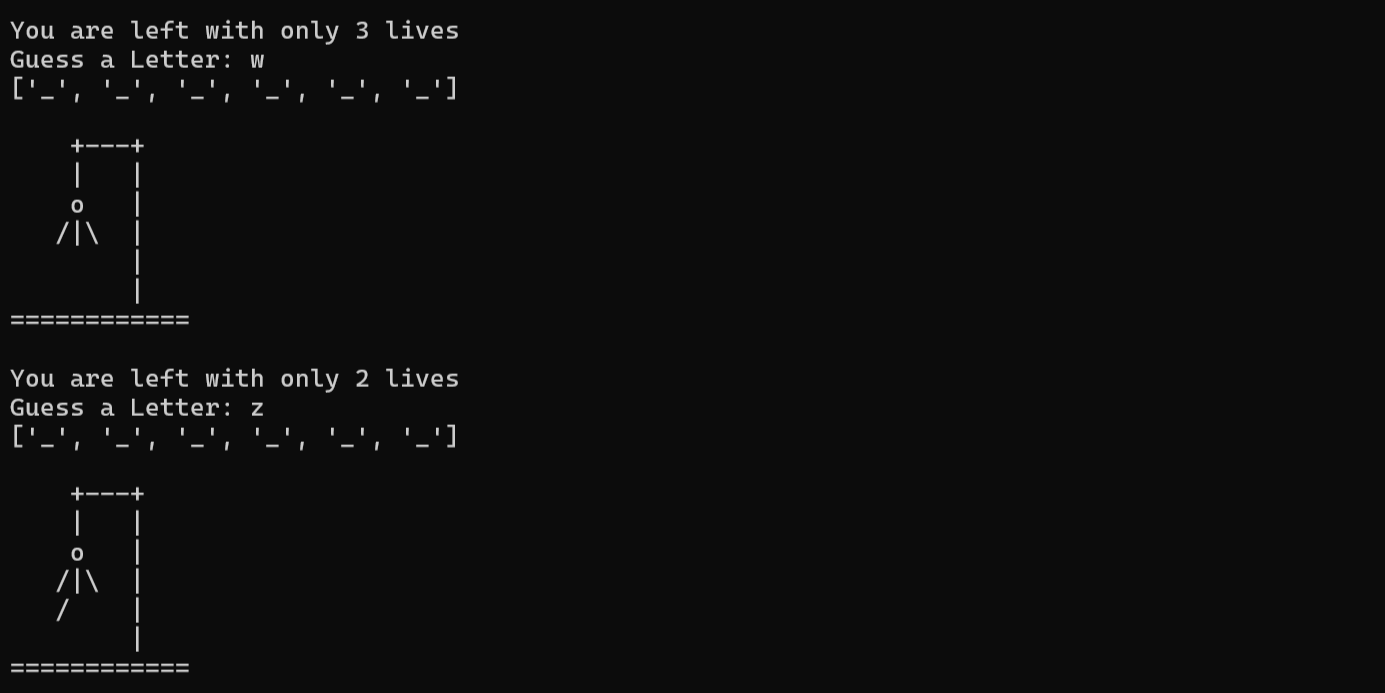 You are left with only 3 lives
Guess a Letter: w
['_', '_', '_', '_', '_', '_']

    +---+
    |   |
    o   |
   /|\  |
        |
        |
============

You are left with only 2 lives
Guess a Letter: z
['_', '_', '_', '_', '_', '_']

    +---+
    |   |
    o   |
   /|\  |
   /    |
        |
============